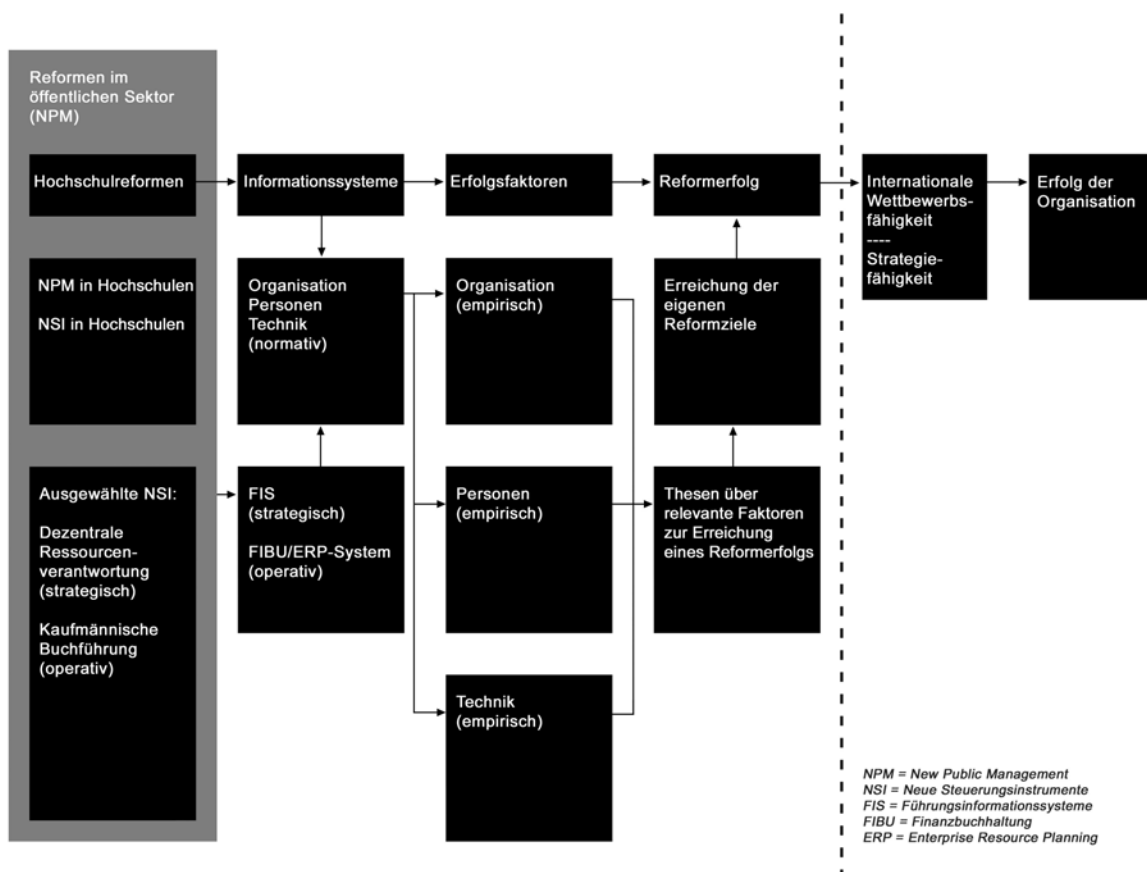 Reformen im
öffentlichen Sektor
(NPM)
Hochschulreformen
Informationssysteme
Erfolgsfaktoren
Reformerfolg
Internationale
Wettbewerbs-
fähigkeit
----
Strategie-
fähigkeit
Erfolg der
Organisation
NPM in Hochschulen
NSI in Hochschulen
Organisation
Personen
Technik
(normativ)
Organisation
(empirisch)
Erreichung der
eigenen
Reformziele
Ausgewählte NSI:
Dezentrale
Ressourcen-
verantwortung
(strategisch)
Kaufmännische
Buchführung
(operativ)
FIS
(strategisch)
FIBU/ERP-System
(operativ)
Personen
(empirisch)
Thesen über
relevante Faktoren
zur Erreichung
eines Reformerfolgs
Technik
(empirisch)
NPM = New Public Management
NSI = Neue Steuerungsinstrumente
FIS = Führungsinformationssysteme
FIBU = Finanzbuchhaltung
ERP = Enterprise Resource Planning